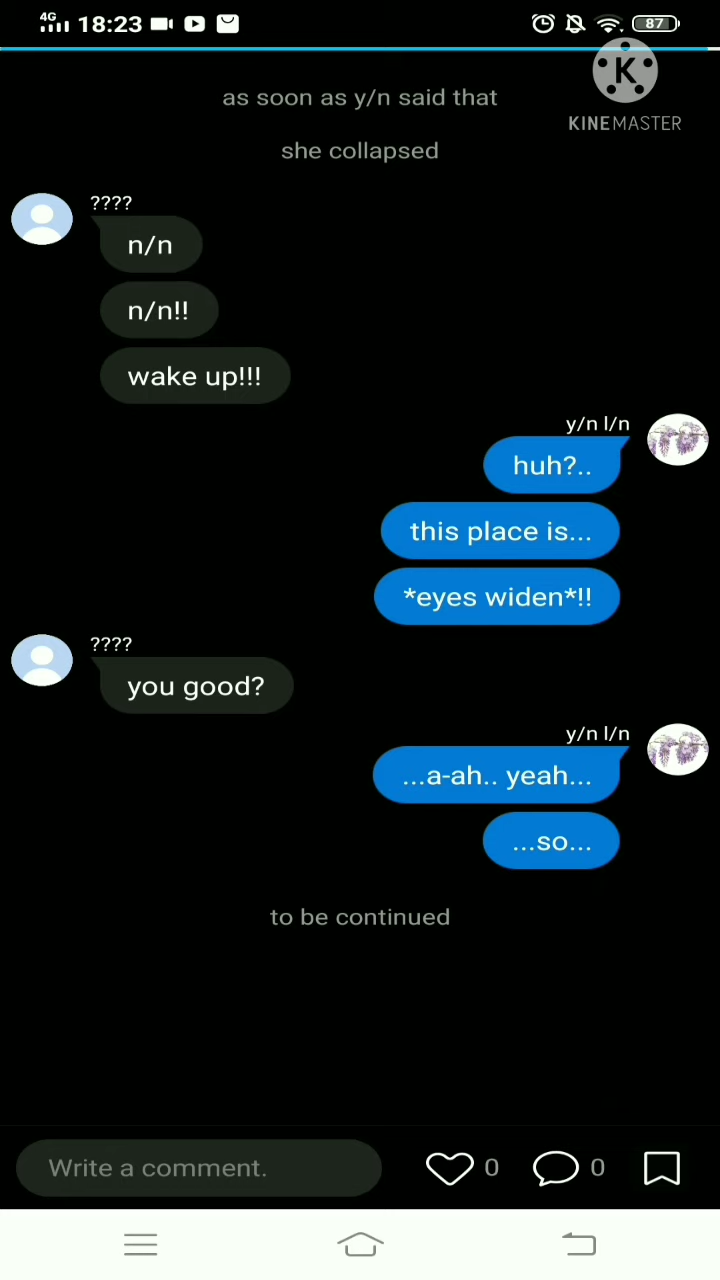 4G 18:23 87
K
KINEMASTER
as soon as y/n said that
she collapsed
????
n/n
n/n!!
wake up!!!
y/n l/n
huh?..
this place is...
*eyes widen*!!
????
you good?
y/n l/n
...a-ah.. yeah...
...so...
to be continued
Write a comment. 0 0